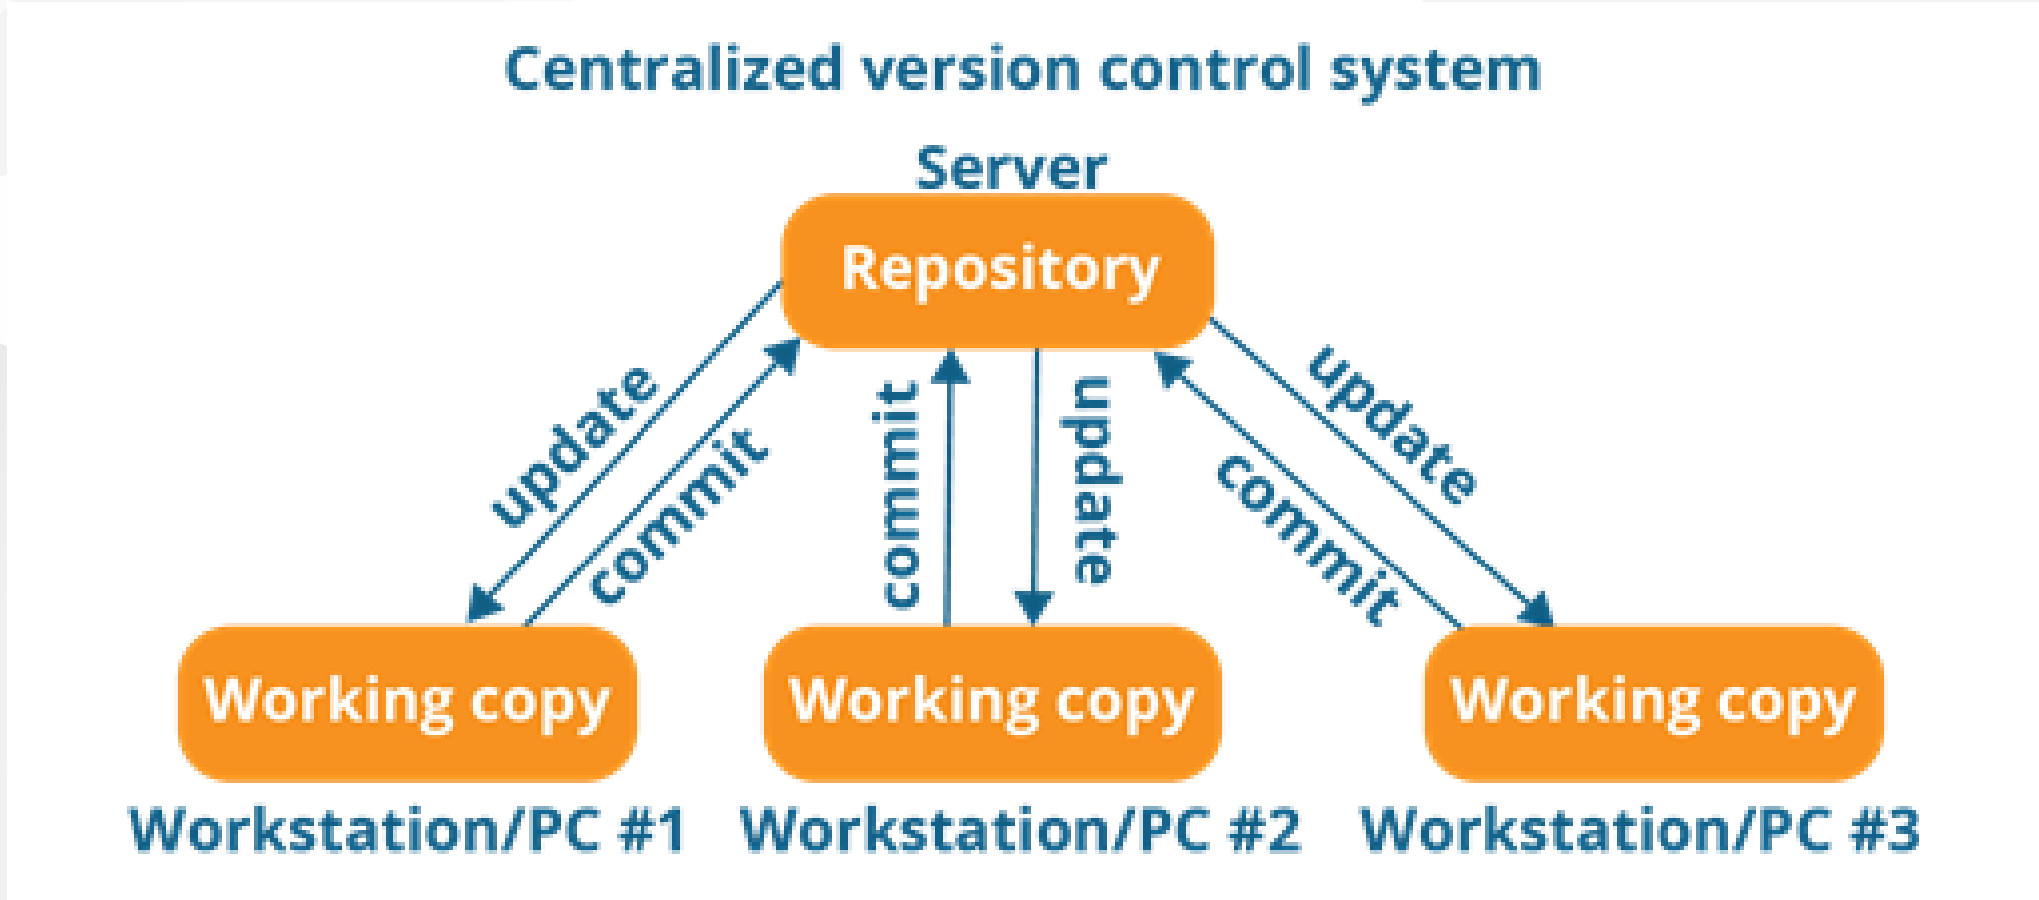 Centralized version control system
Server
Repository
update
commit
commit
update
commit
update
Working copy
Working copy
Working copy
Workstation/PC #1
Workstation/PC #2
Workstation/PC #3